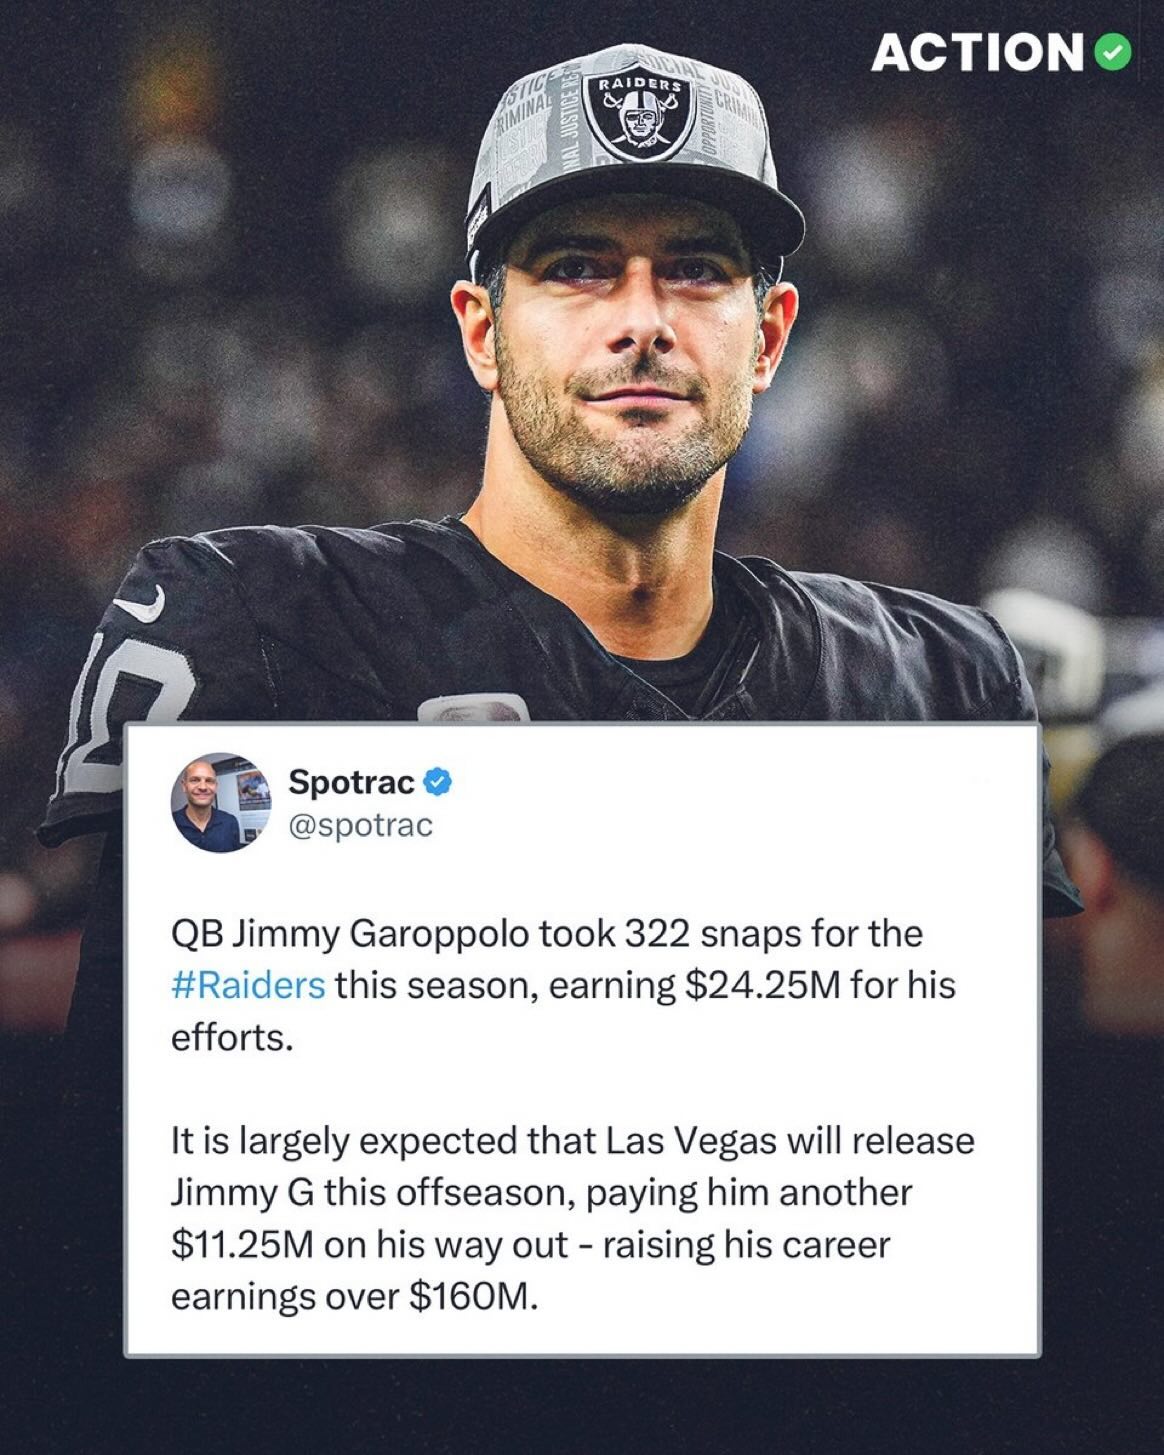 ACTION
RAIDERS
Spotrac
@spotrac
QB Jimmy Garoppolo took 322 snaps for the
#Raiders this season, earning $24.25M for his
efforts.
It is largely expected that Las Vegas will release
Jimmy G this offseason, paying him another
$11.25M on his way out - raising his career
earnings over $160M.